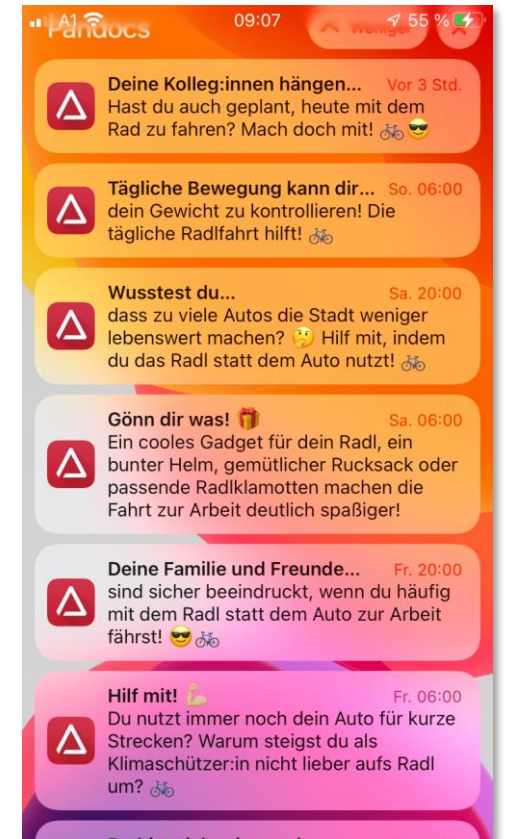 A1 09:07 55 %
Pandocs Weniger
Deine Kolleg:innen hängen... Vor 3 Std.
Hast du auch geplant, heute mit dem
Rad zu fahren? Mach doch mit! 🚲😎
Tägliche Bewegung kann dir... So. 06:00
dein Gewicht zu kontrollieren! Die
tägliche Radlfahrt hilft! 🚲
Wusstest du... Sa. 20:00
dass zu viele Autos die Stadt weniger
lebenswert machen? 🤔 Hilf mit, indem
du das Radl statt dem Auto nutzt! 🚲
Gönn dir was! 🎁 Sa. 06:00
Ein cooles Gadget für dein Radl, ein
bunter Helm, gemütlicher Rucksack oder
passende Radlklamotten machen die
Fahrt zur Arbeit deutlich spaßiger!
Deine Familie und Freunde... Fr. 20:00
sind sicher beeindruckt, wenn du häufig
mit dem Radl statt dem Auto zur Arbeit
fährst! 😎🚲
Hilf mit! 💪🏼 Fr. 06:00
Du nutzt immer noch dein Auto für kurze
Strecken? Warum steigst du als
Klimaschützer:in nicht lieber aufs Radl
um? 🚲